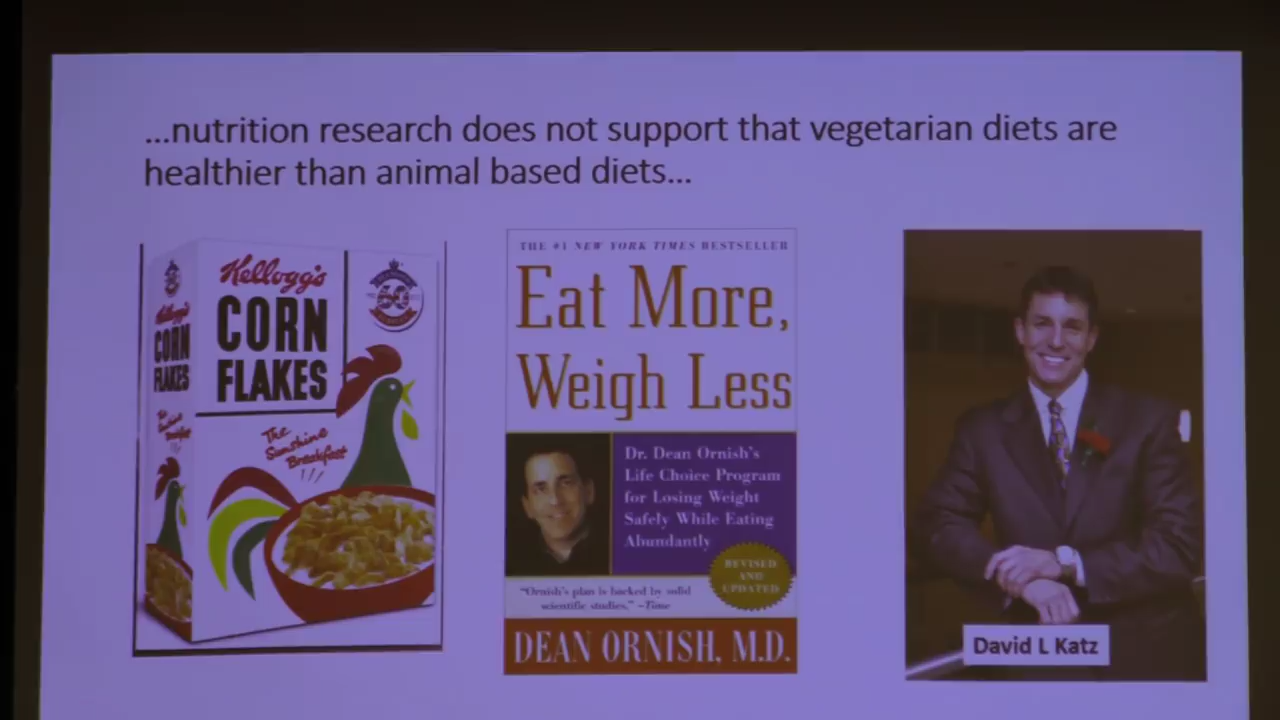 ...nutrition research does not support that vegetarian diets are
healthier than animal based diets...
Kellogg's
CORN
FLAKES
The
Sunshine
Breakfast
Kellogg's
CORN
FLAKES
THE #1 NEW YORK TIMES BESTSELLER
Eat More,
Weigh Less
Dr. Dean Ornish's
Life Choice Program
for Losing Weight
Safely While Eating
Abundantly
REVISED
AND
UPDATED
"Ornish's plan is backed by solid
scientific studies." –Time
DEAN ORNISH, M.D.
David L Katz